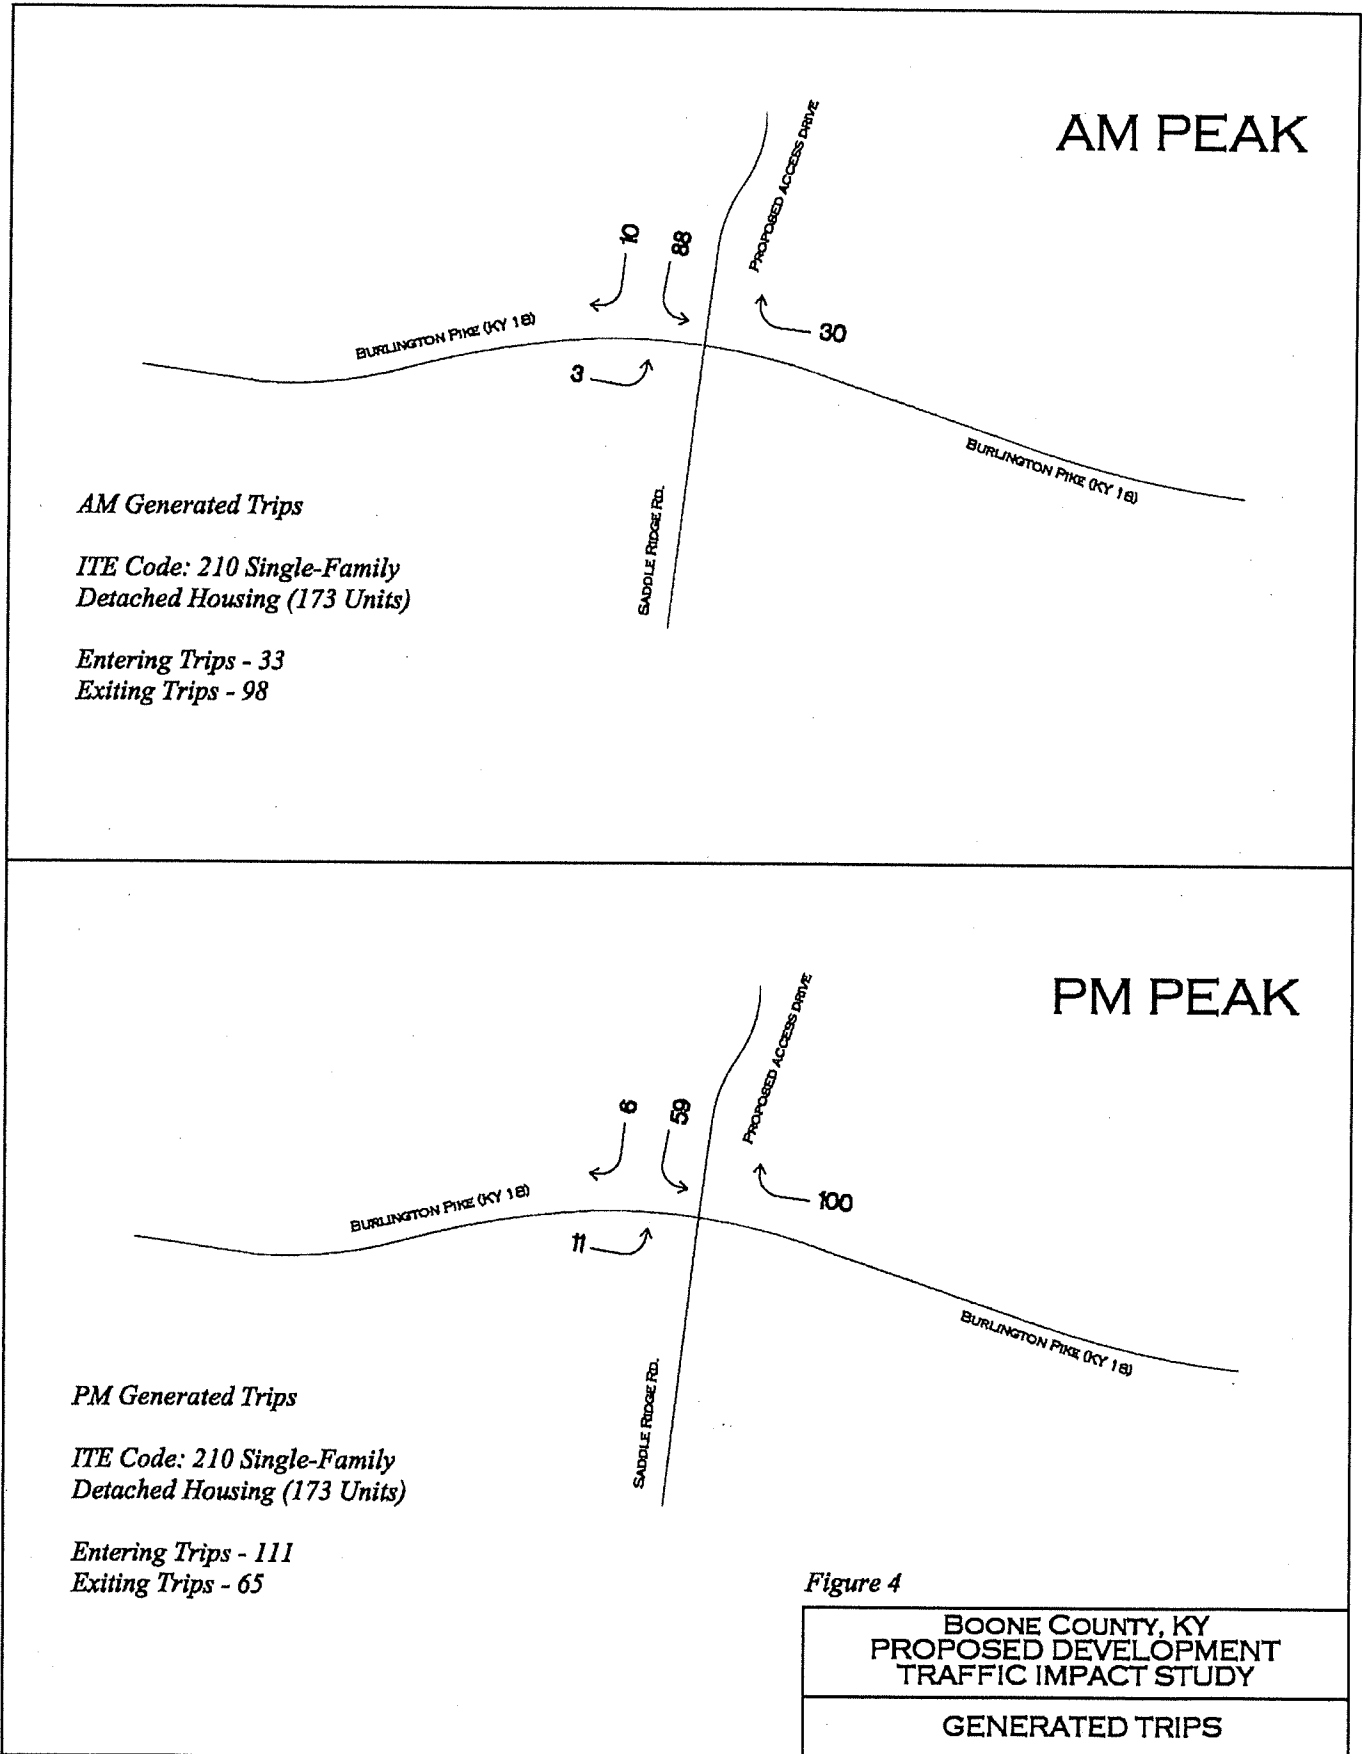 AM PEAK
PROPOSED ACCESS DRIVE
10
88
30
BURLINGTON PIKE (KY 18)
3
BURLINGTON PIKE (KY 18)
SADDLE RIDGE RD.
AM Generated Trips
ITE Code: 210 Single-Family
Detached Housing (173 Units)
Entering Trips - 33
Exiting Trips - 98
PM PEAK
PROPOSED ACCESS DRIVE
6
59
100
BURLINGTON PIKE (KY 18)
11
BURLINGTON PIKE (KY 18)
SADDLE RIDGE RD.
PM Generated Trips
ITE Code: 210 Single-Family
Detached Housing (173 Units)
Entering Trips - 111
Exiting Trips - 65
Figure 4
BOONE COUNTY, KY
PROPOSED DEVELOPMENT
TRAFFIC IMPACT STUDY
GENERATED TRIPS